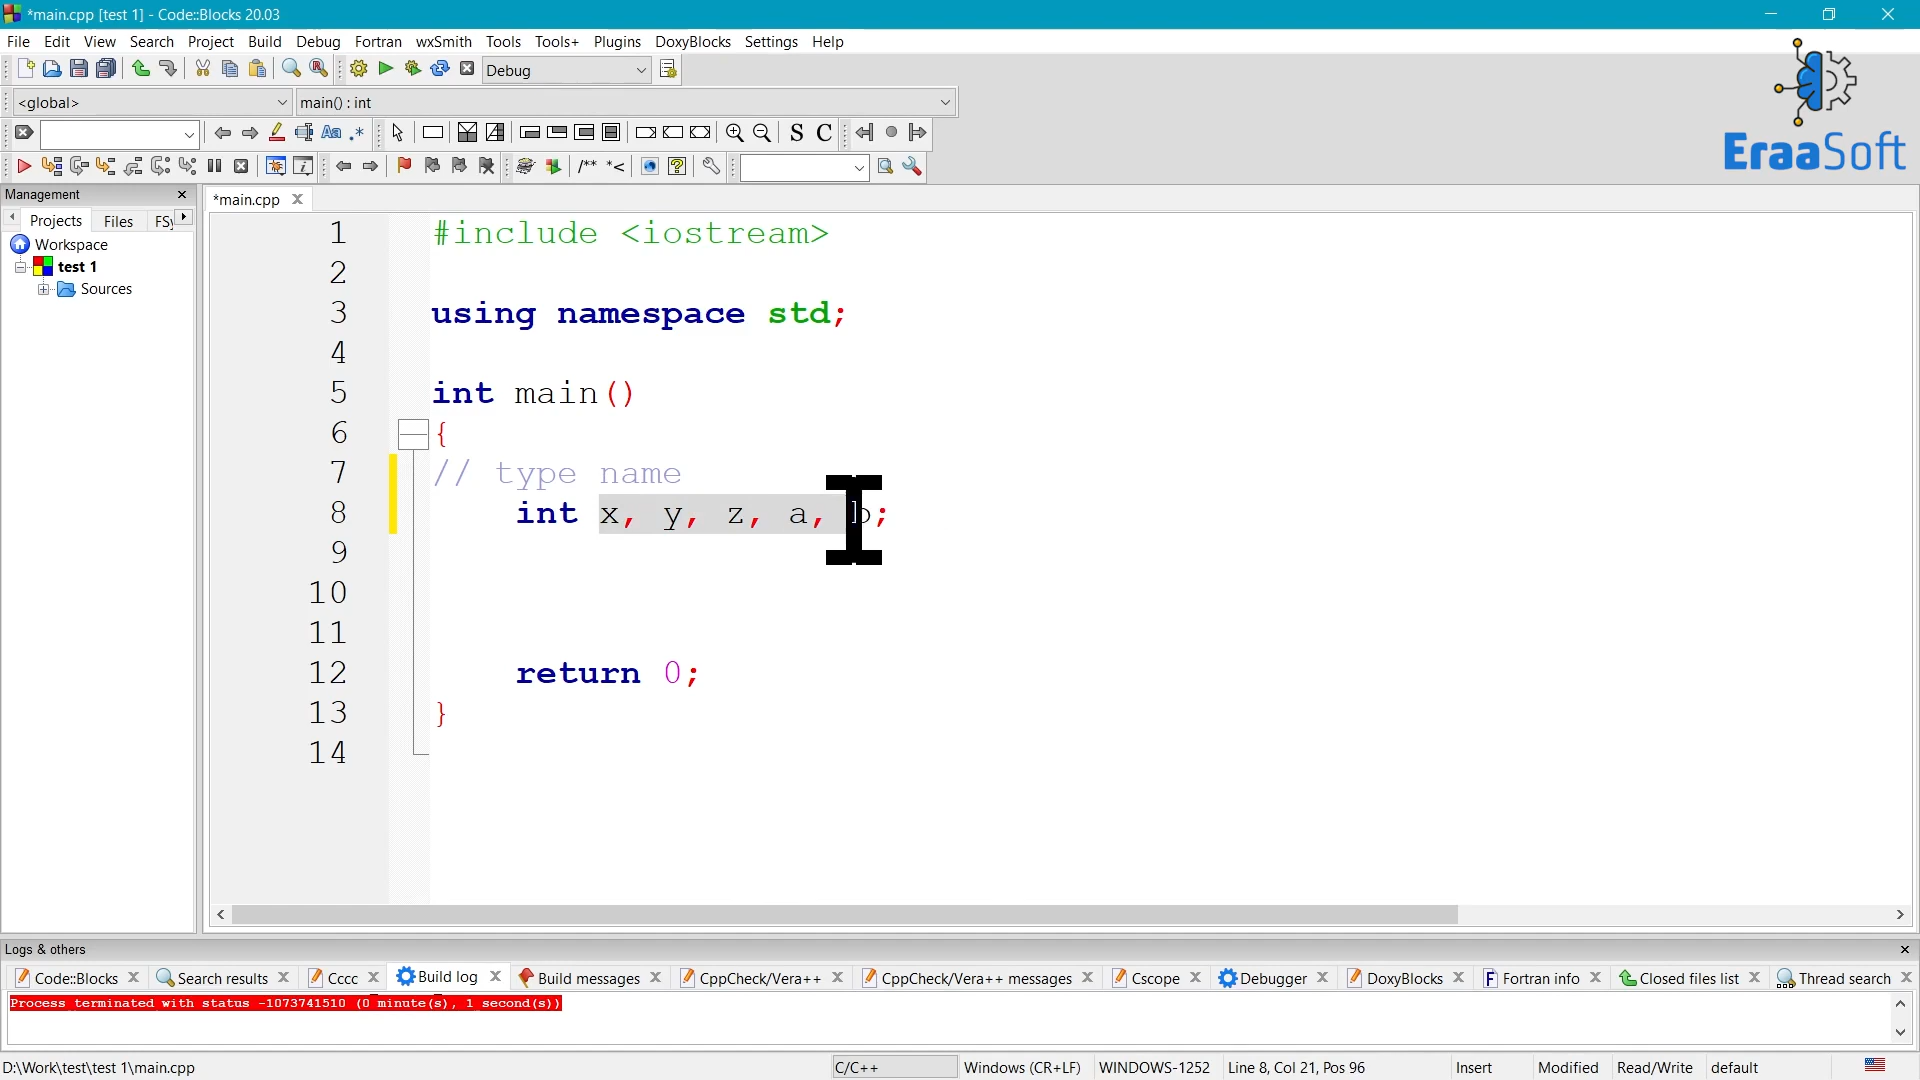 *main.cpp [test 1] - Code::Blocks 20.03
File Edit View Search Project Build Debug Fortran wxSmith Tools Tools+ Plugins DoxyBlocks Settings Help
Debug
<global> main() : int
Aa .* S C
/** *<
EraaSoft
Management
*main.cpp
Projects Files FSy
Workspace
test 1
Sources
1 #include <iostream>
2
3 using namespace std;
4
5 int main()
6 {
7 // type name
8 int x, y, z, a, b;
9
10
11
12 return 0;
13 }
14
Logs & others
Code::Blocks Search results Cccc Build log Build messages CppCheck/Vera++ CppCheck/Vera++ messages Cscope Debugger DoxyBlocks Fortran info Closed files list Thread search
Process terminated with status -1073741510 (0 minute(s), 1 second(s))
D:\Work\test\test 1\main.cpp C/C++ Windows (CR+LF) WINDOWS-1252 Line 8, Col 21, Pos 96 Insert Modified Read/Write default